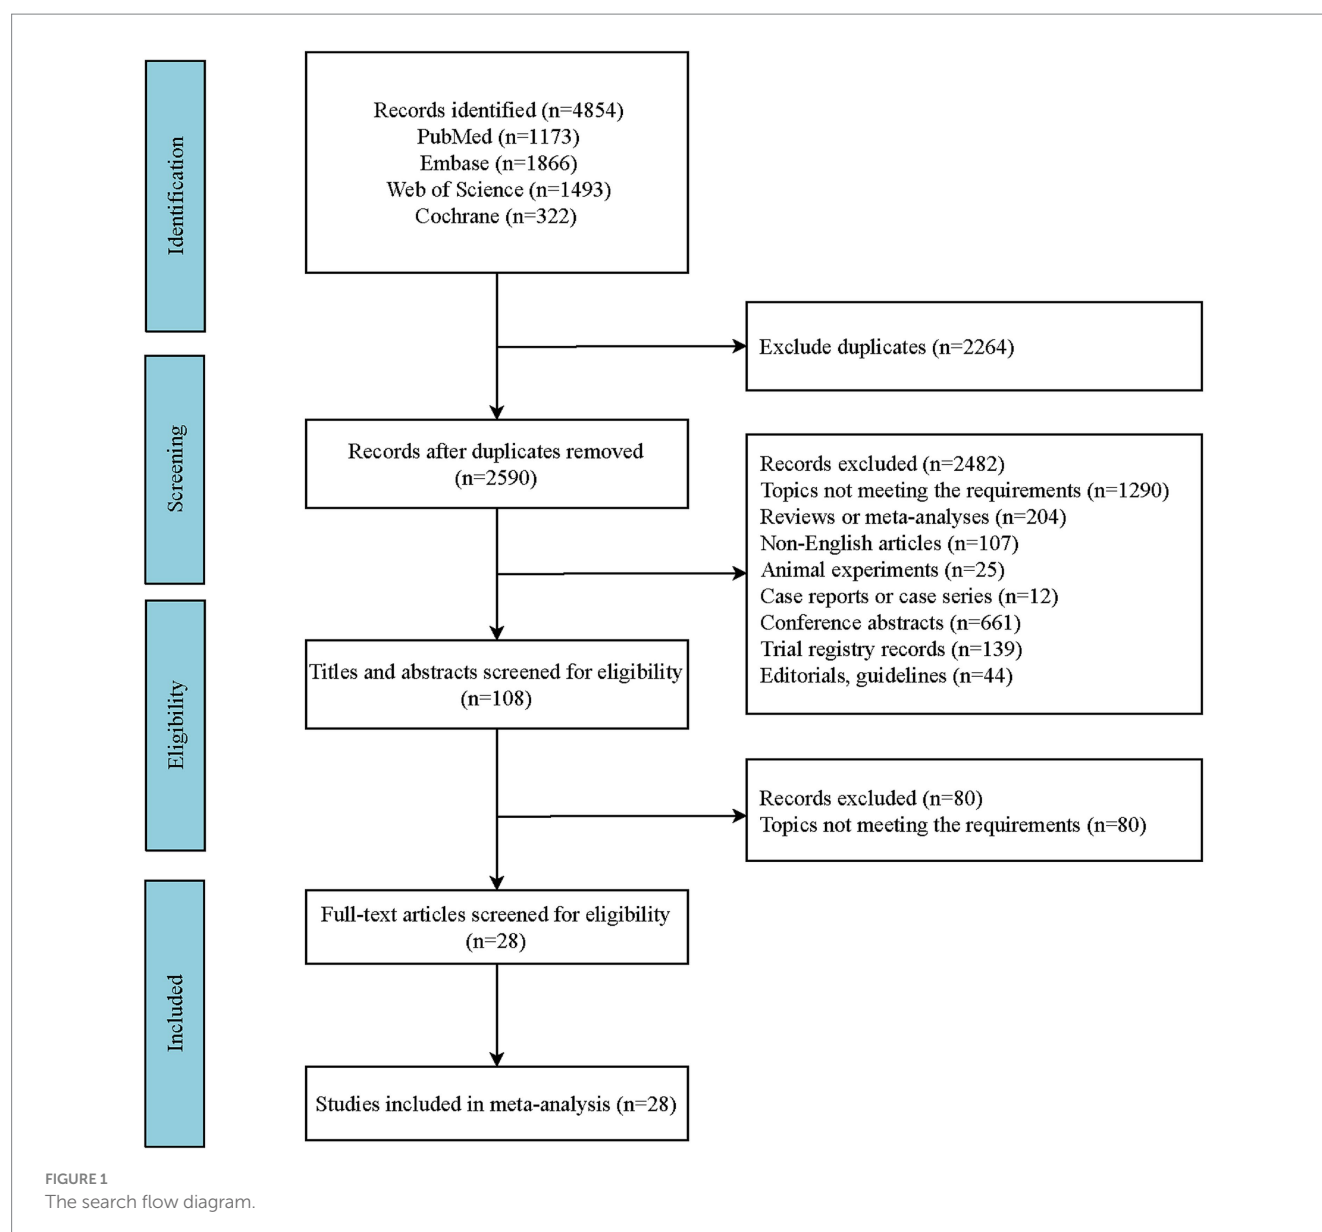 Identification
Records identified (n=4854)
PubMed (n=1173)
Embase (n=1866)
Web of Science (n=1493)
Cochrane (n=322)
Exclude duplicates (n=2264)
Screening
Records after duplicates removed
(n=2590)
Records excluded (n=2482)
Topics not meeting the requirements (n=1290)
Reviews or meta-analyses (n=204)
Non-English articles (n=107)
Animal experiments (n=25)
Case reports or case series (n=12)
Conference abstracts (n=661)
Trial registry records (n=139)
Editorials, guidelines (n=44)
Eligibility
Titles and abstracts screened for eligibility
(n=108)
Records excluded (n=80)
Topics not meeting the requirements (n=80)
Full-text articles screened for eligibility
(n=28)
Included
Studies included in meta-analysis (n=28)
FIGURE 1
The search flow diagram.